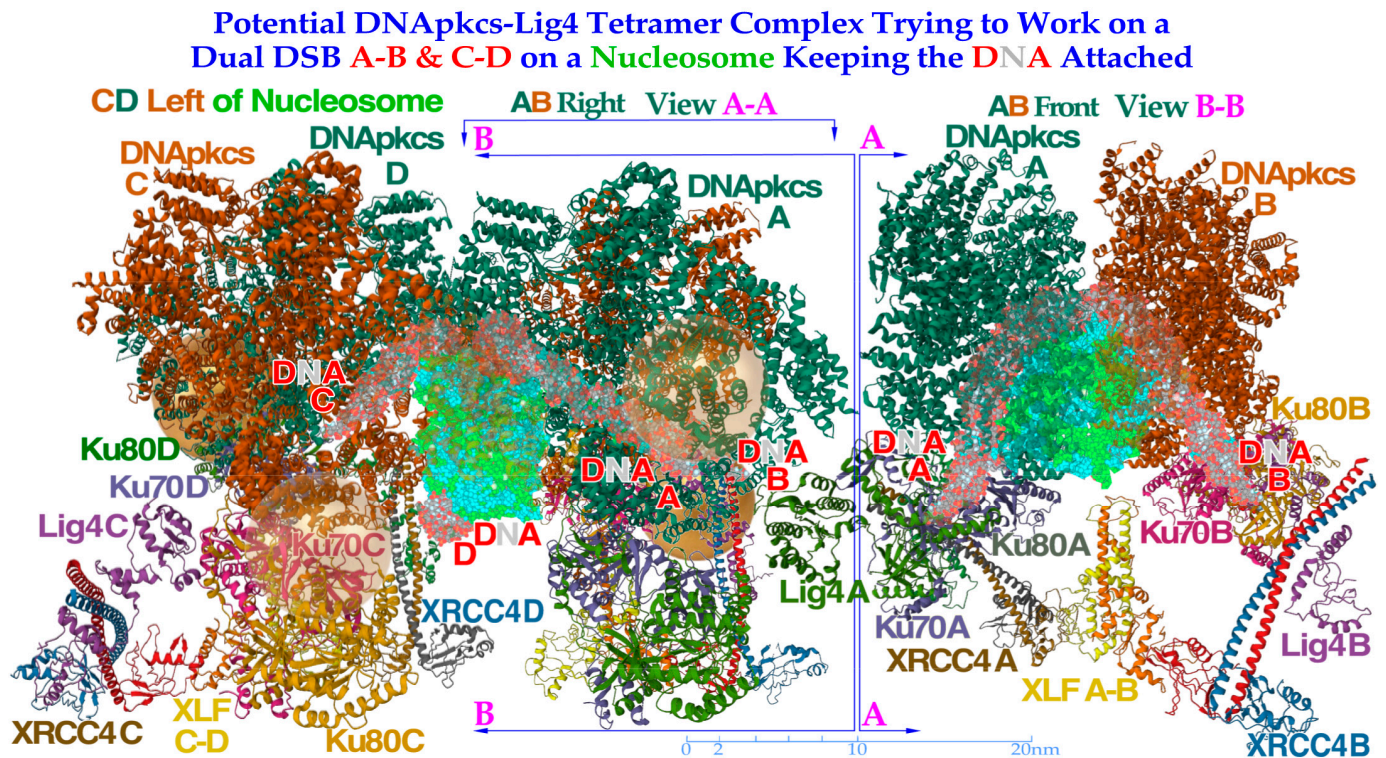 Potential DNApkcs-Lig4 Tetramer Complex Trying to Work on a
Dual DSB A-B & C-D on a Nucleosome Keeping the DNA Attached
CD Left of Nucleosome
AB Right View A-A
AB Front View B-B
B
A
DNApkcs
C
DNApkcs
D
DNApkcs
A
DNApkcs
A
DNApkcs
B
DNA
C
Ku80D
Ku70D
Lig4C
Ku70C
DNA
D
XRCC4D
XRCC4C
XLF
C-D
Ku80C
DNA
A
DNA
B
Lig4A
DNA
A
Ku80B
DNA
B
Ku70B
Ku80A
Ku70A
XRCC4A
XLF A-B
Lig4B
XRCC4B
B
A
0 2 10 20nm